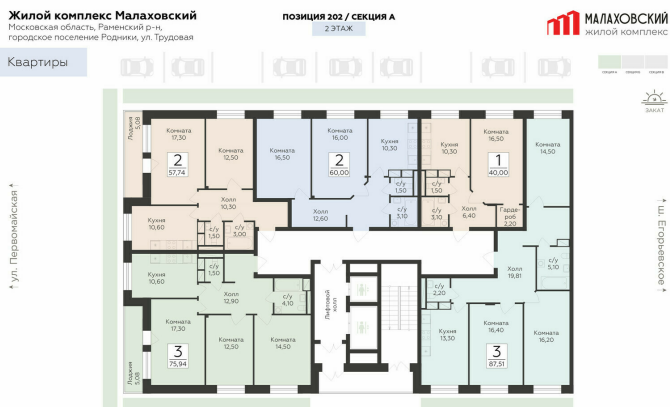 Жилой комплекс Малаховский
Московская область, Раменский р-н,
городское поселение Родники, ул. Трудовая
ПОЗИЦИЯ 202 / СЕКЦИЯ А
2 ЭТАЖ
МАЛАХОВСКИЙ
жилой комплекс
Квартиры
ЗАКАТ
ул. Первомайская
ш. Егорьевское
Лоджия
5,08
Комната
17,30
2
57,74
Комната
12,50
Холл
10,30
Кухня
10,60
с/у
1,50
с/у
3,00
Комната
16,50
Комната
16,00
2
60,00
Кухня
10,30
с/у
1,50
Холл
12,60
с/у
3,10
Кухня
10,30
Комната
16,50
1
40,00
с/у
1,50
с/у
3,10
Холл
6,40
Гарде-
роб
2,20
Комната
14,50
Холл
19,81
с/у
5,10
с/у
2,20
Кухня
13,30
Комната
16,40
3
87,51
Комната
16,20
Кухня
10,60
с/у
1,50
Холл
12,90
с/у
4,10
Комната
17,30
3
75,94
Комната
12,50
Комната
14,50
Лоджия
5,08
Лифтовой
холл